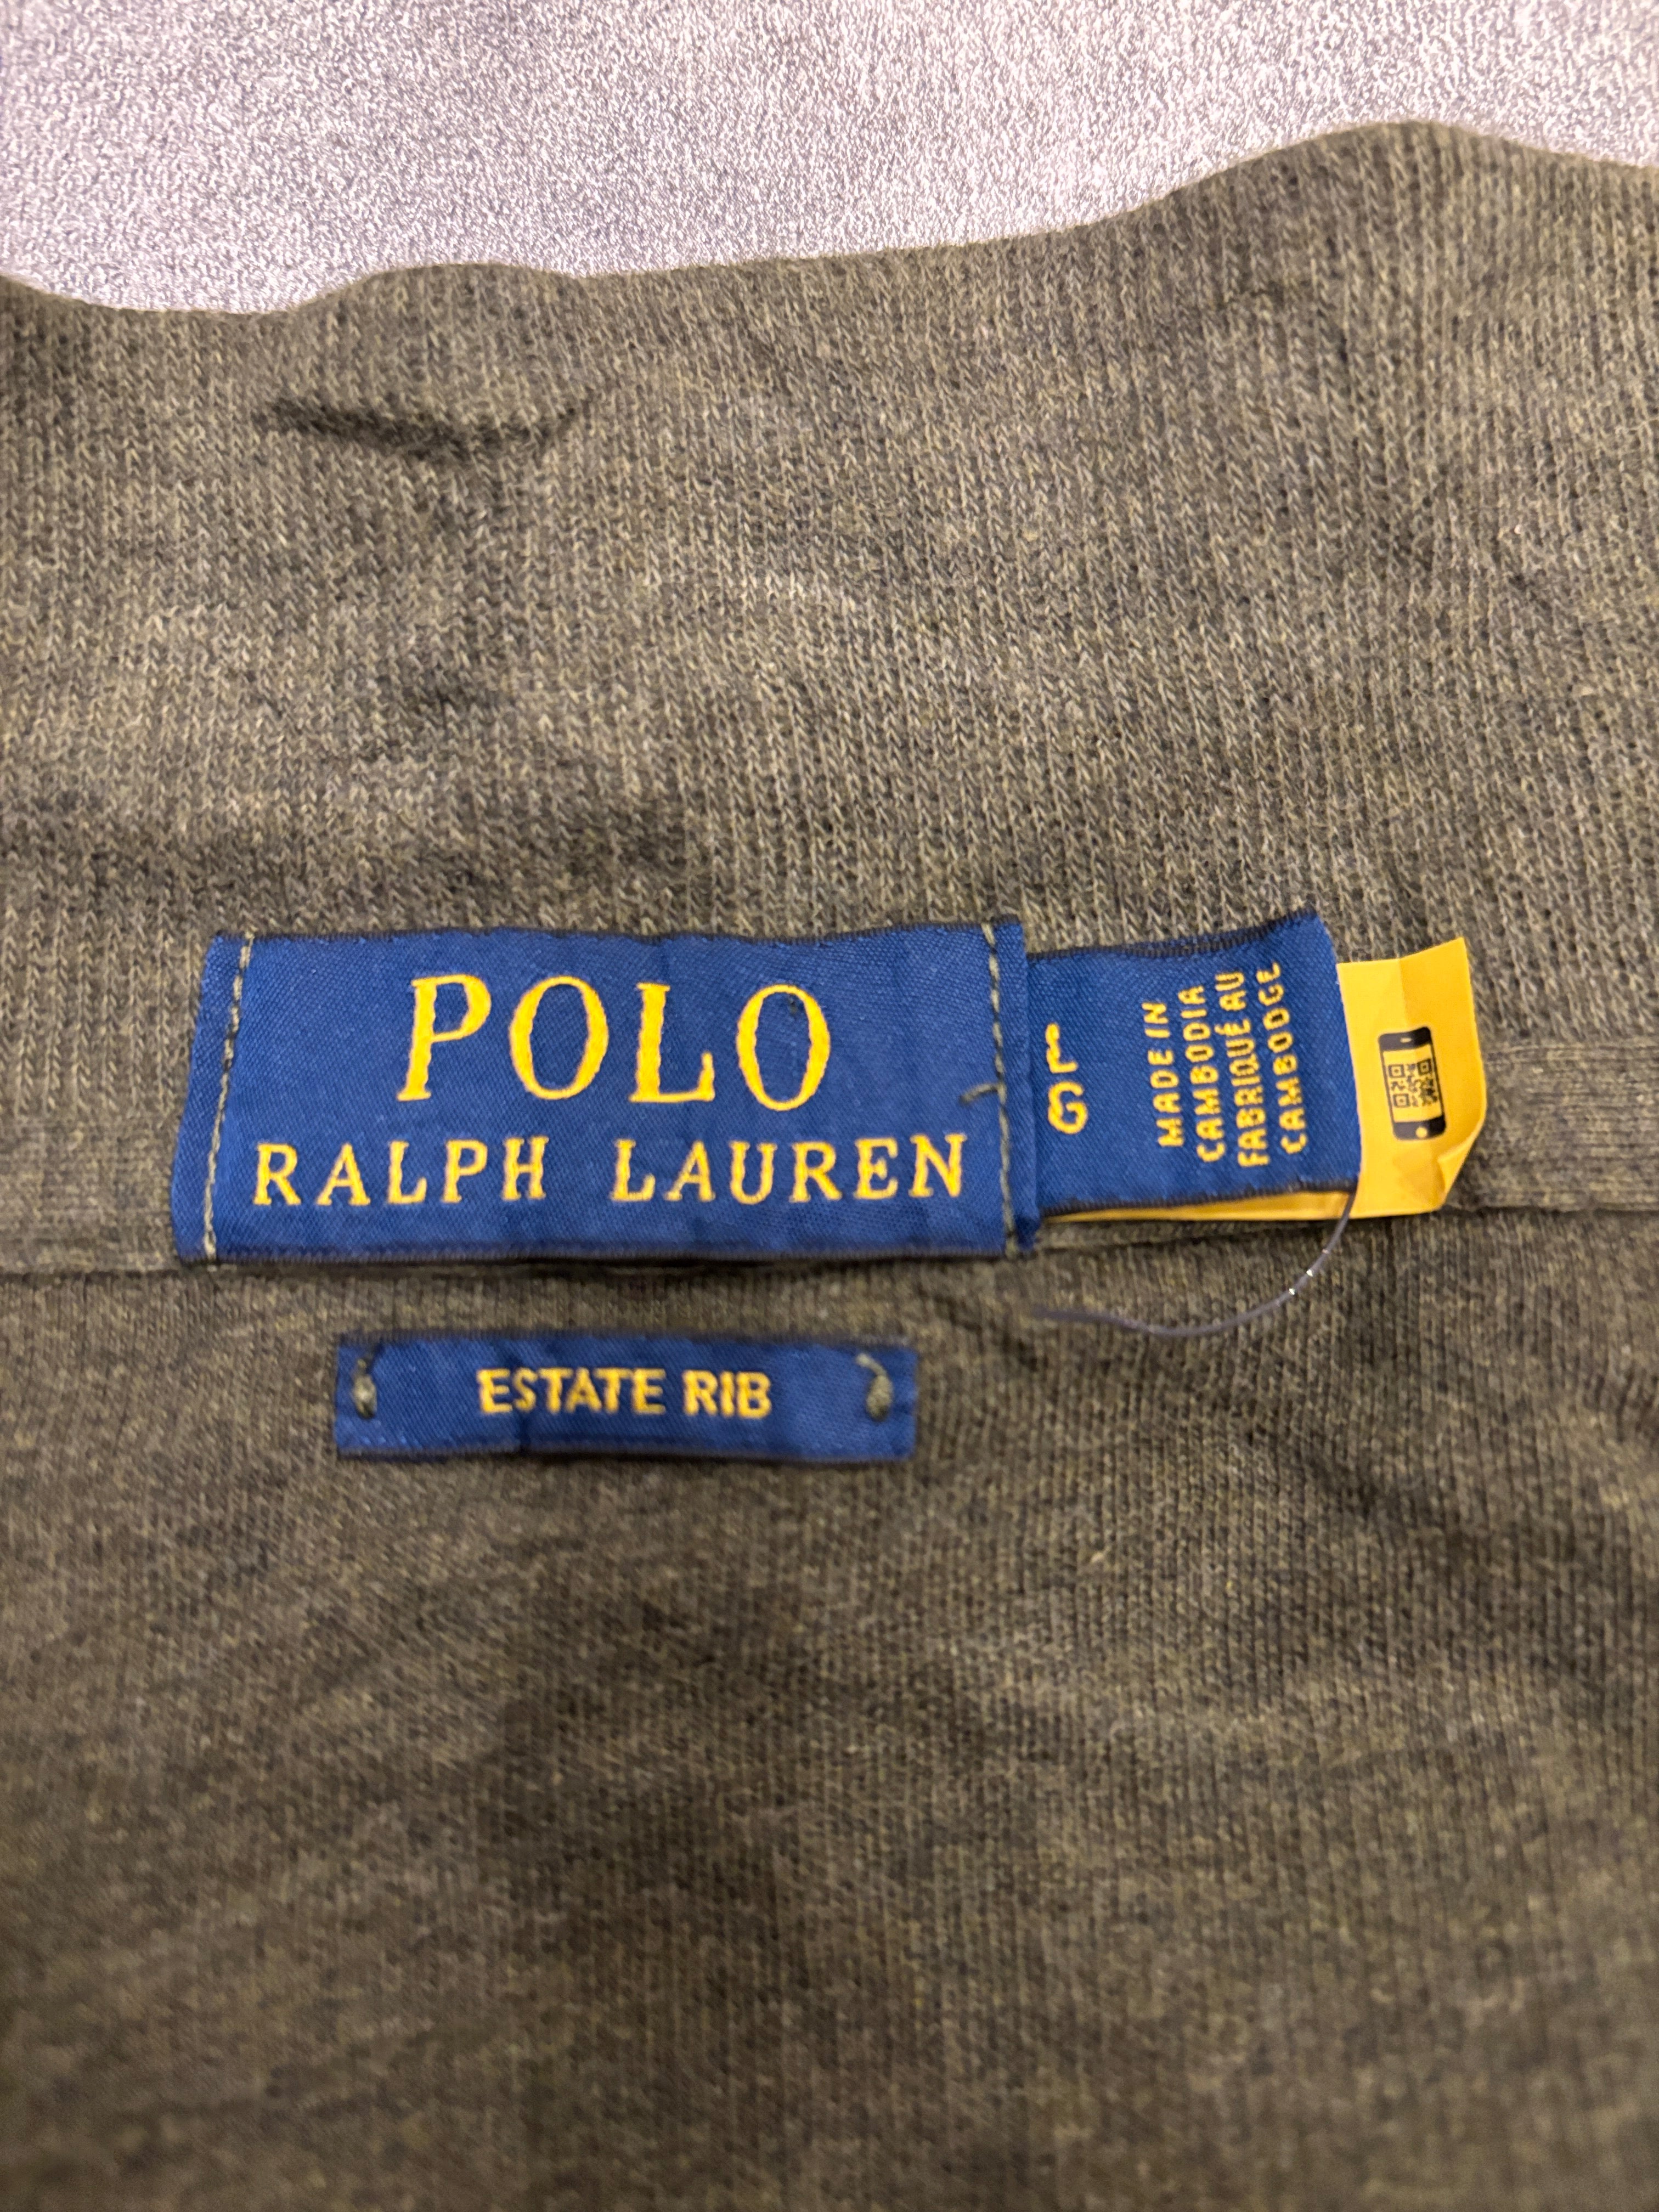 POLO
RALPH LAUREN
L
G
MADE IN
CAMBODIA
FABRIQUÉ AU
CAMBODGE
ESTATE RIB